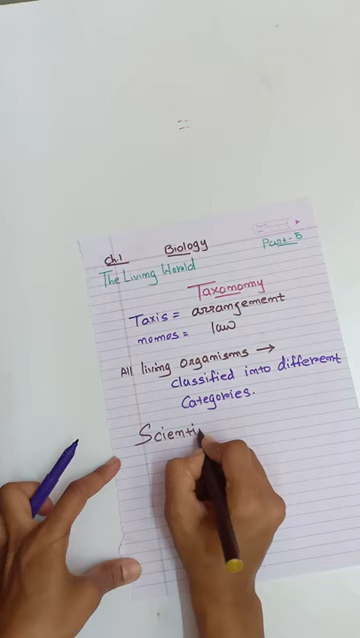 Biology
Ch.1
Part-5
The Living World
Taxonomy
Taxis = arrangement
nomos = law
All living organisms →
classified into different
Categories.
Scienti